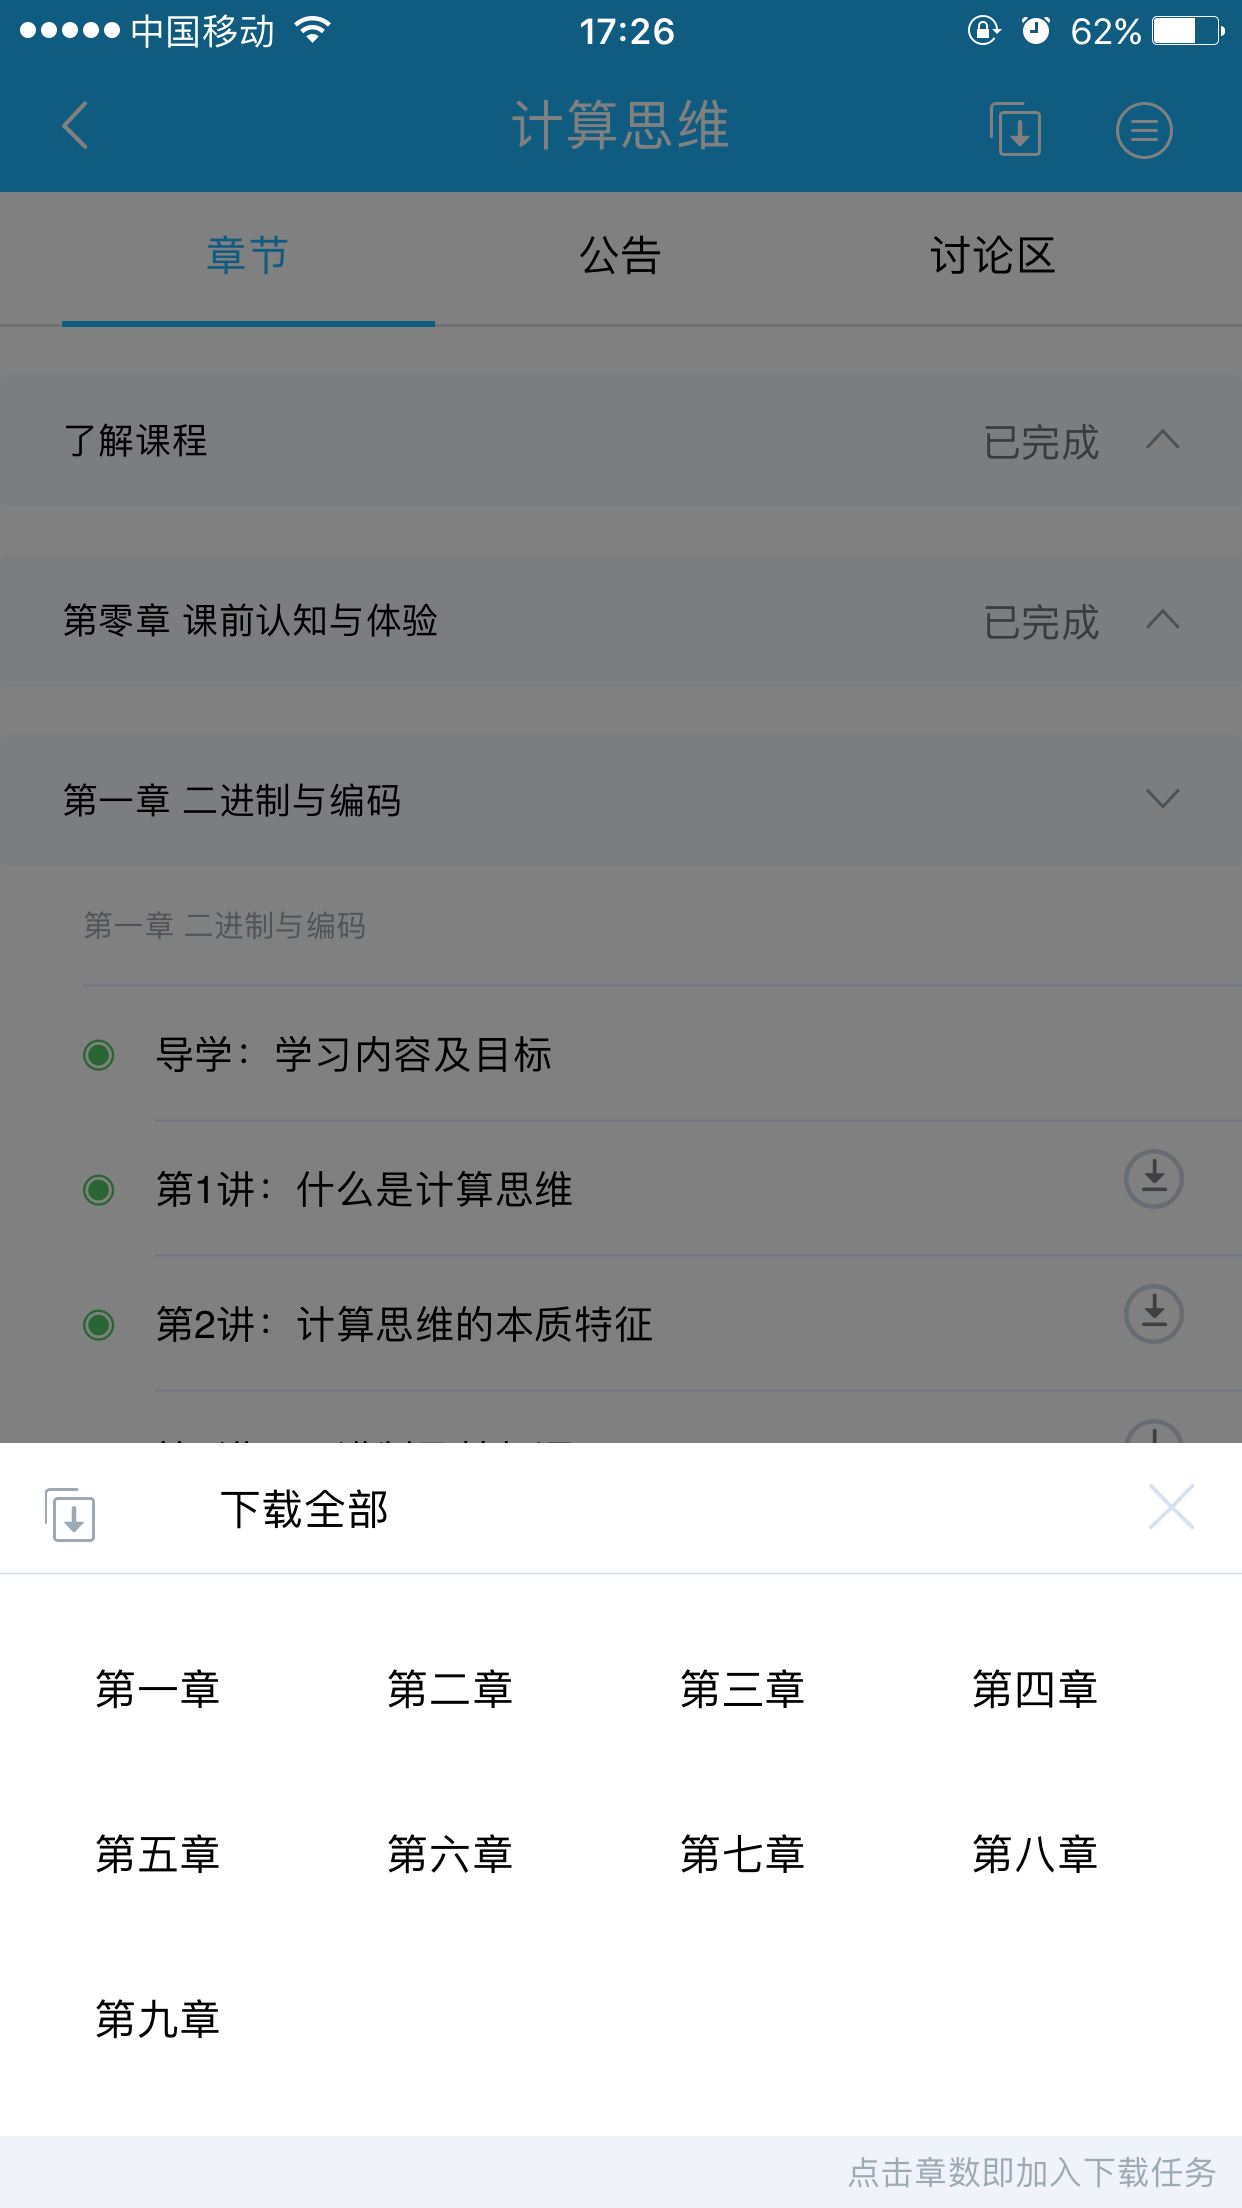 中国移动 17:26 62%
计算思维
章节 公告 讨论区
了解课程 已完成
第零章 课前认知与体验 已完成
第一章 二进制与编码
第一章 二进制与编码
导学：学习内容及目标
第1讲：什么是计算思维
第2讲：计算思维的本质特征
下载全部
第一章 第二章 第三章 第四章
第五章 第六章 第七章 第八章
第九章
点击章数即加入下载任务